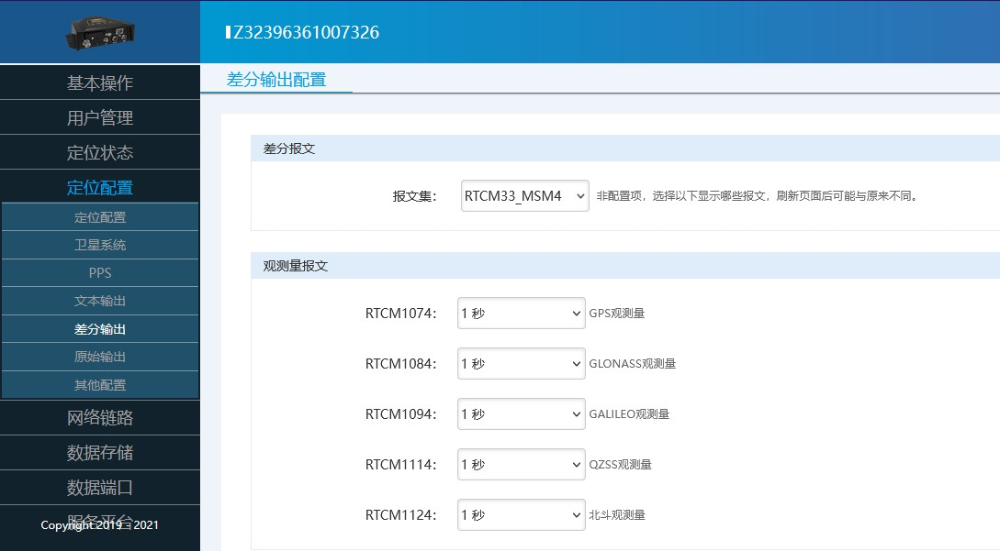 Z32396361007326
基本操作
用户管理
定位状态
定位配置
定位配置
卫星系统
PPS
文本输出
差分输出
原始输出
其他配置
网络链路
数据存储
数据端口
服务平台
Copyright 2019 - 2021
差分输出配置
差分报文
报文集： RTCM33_MSM4 非配置项，选择以下显示哪些报文，刷新页面后可能与原来不同。
观测量报文
RTCM1074： 1 秒 GPS观测量
RTCM1084： 1 秒 GLONASS观测量
RTCM1094： 1 秒 GALILEO观测量
RTCM1114： 1 秒 QZSS观测量
RTCM1124： 1 秒 北斗观测量